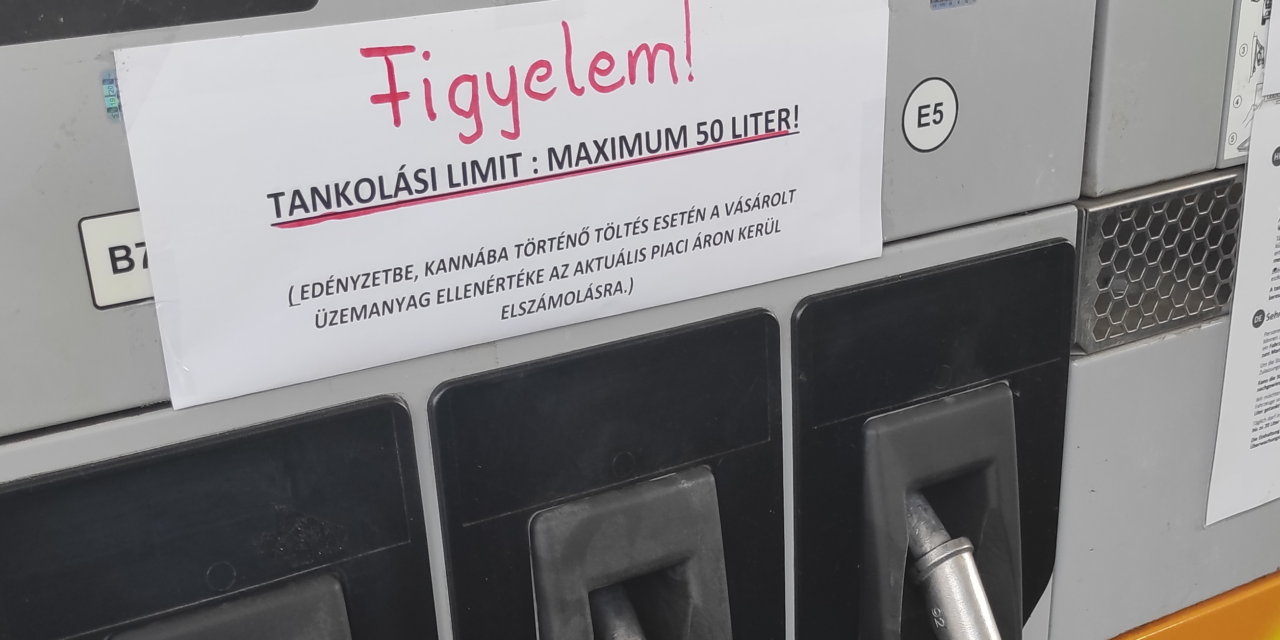 Figyelem!
TANKOLÁSI LIMIT : MAXIMUM 50 LITER!
( EDÉNYZETBE, KANNÁBA TÖRTÉNŐ TÖLTÉS ESETÉN A VÁSÁROLT
ÜZEMANYAG ELLENÉRTÉKE AZ AKTUÁLIS PIACI ÁRON KERÜL
ELSZÁMOLÁSRA.)
E5
B7
DE